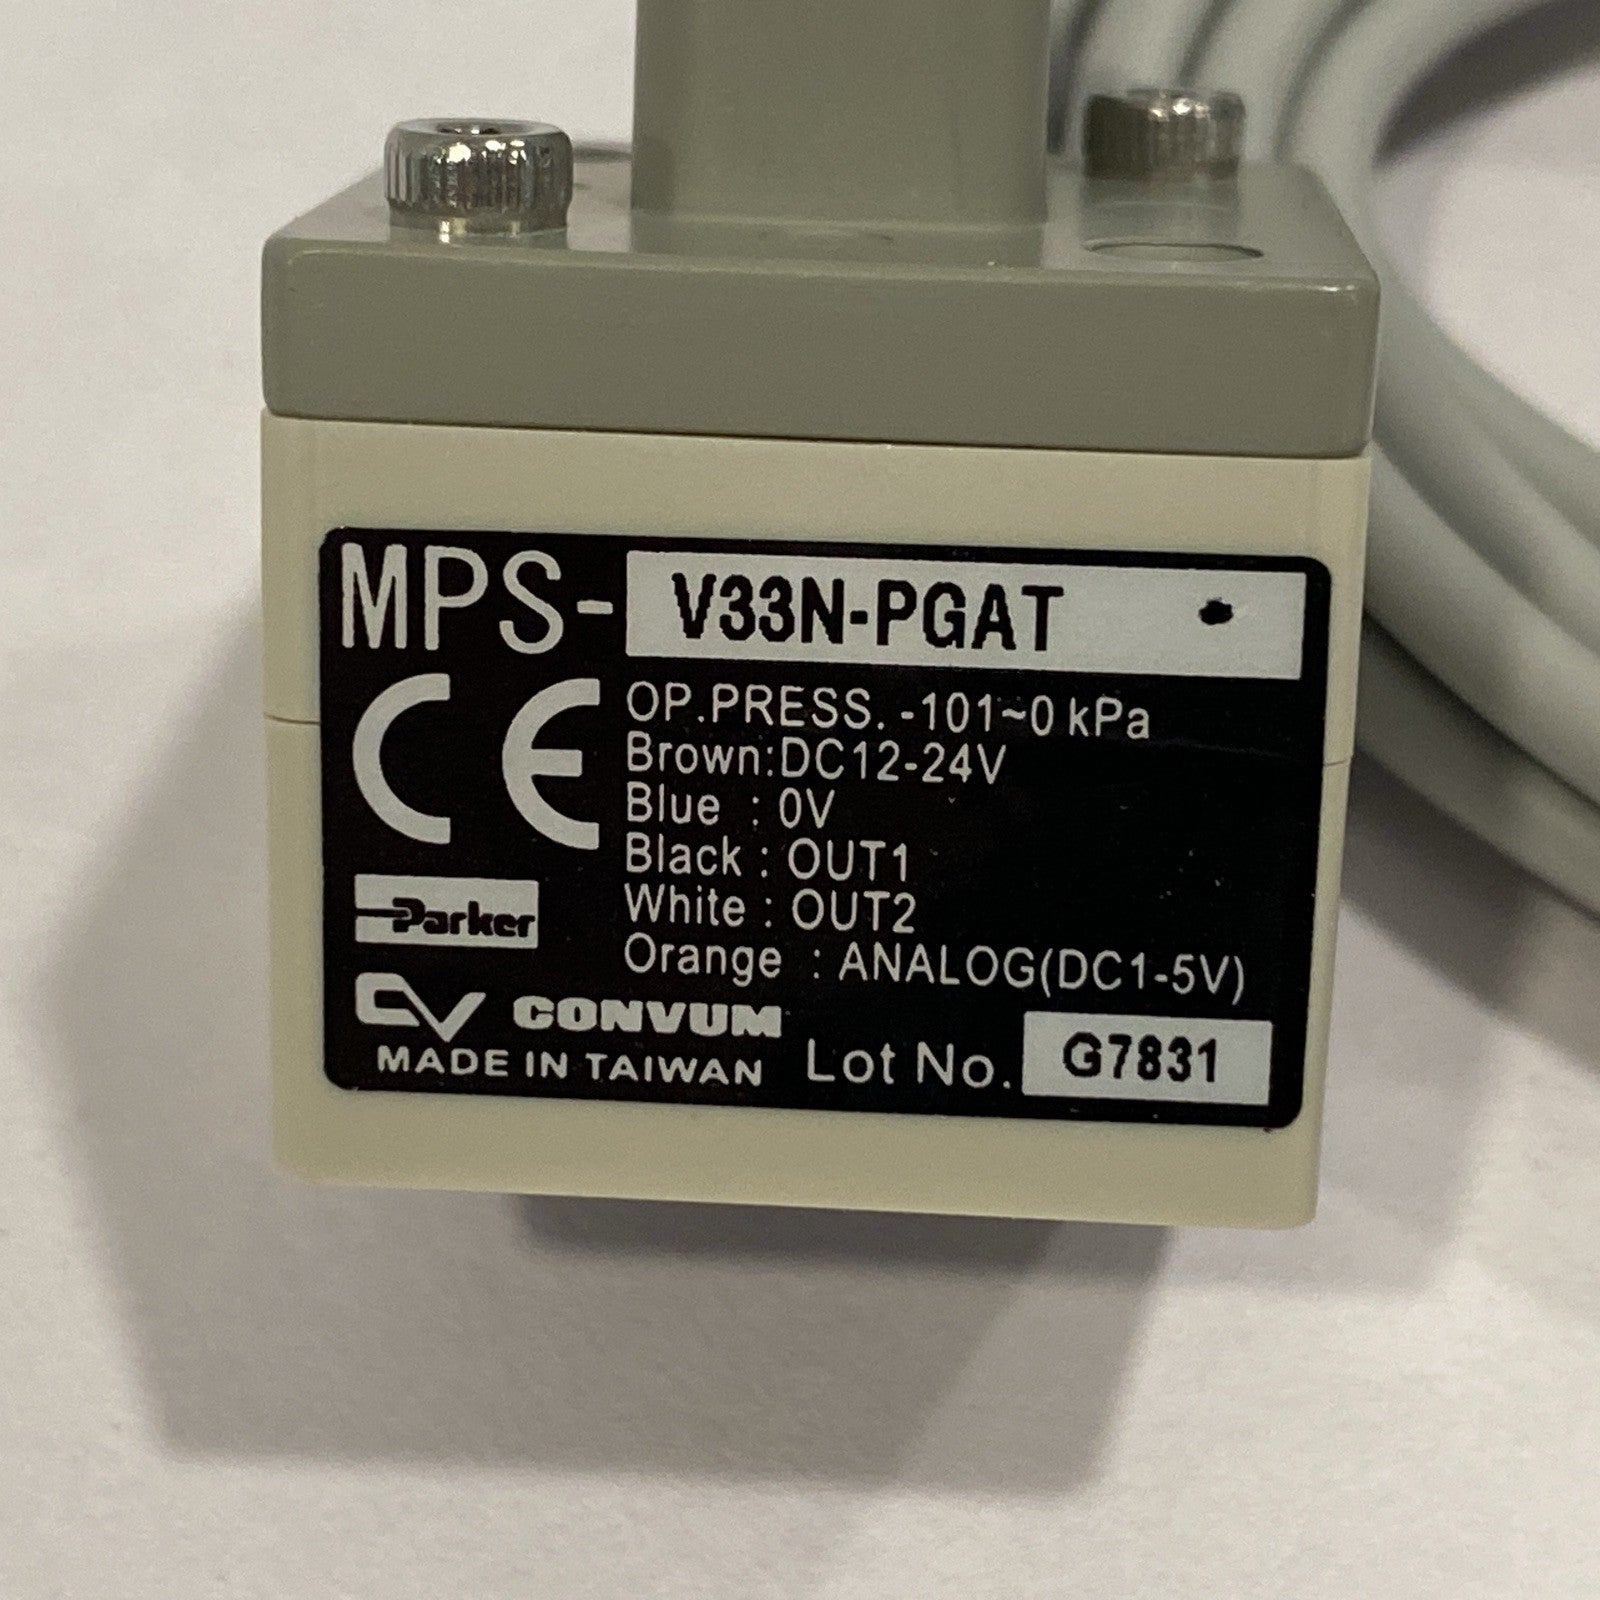 MPS- V33N-PGAT
CE
OP.PRESS. -101~0 kPa
Brown:DC12-24V
Blue : 0V
Black : OUT1
White : OUT2
Orange : ANALOG(DC1-5V)
Parker
CV CONVUM
MADE IN TAIWAN
Lot No. G7831